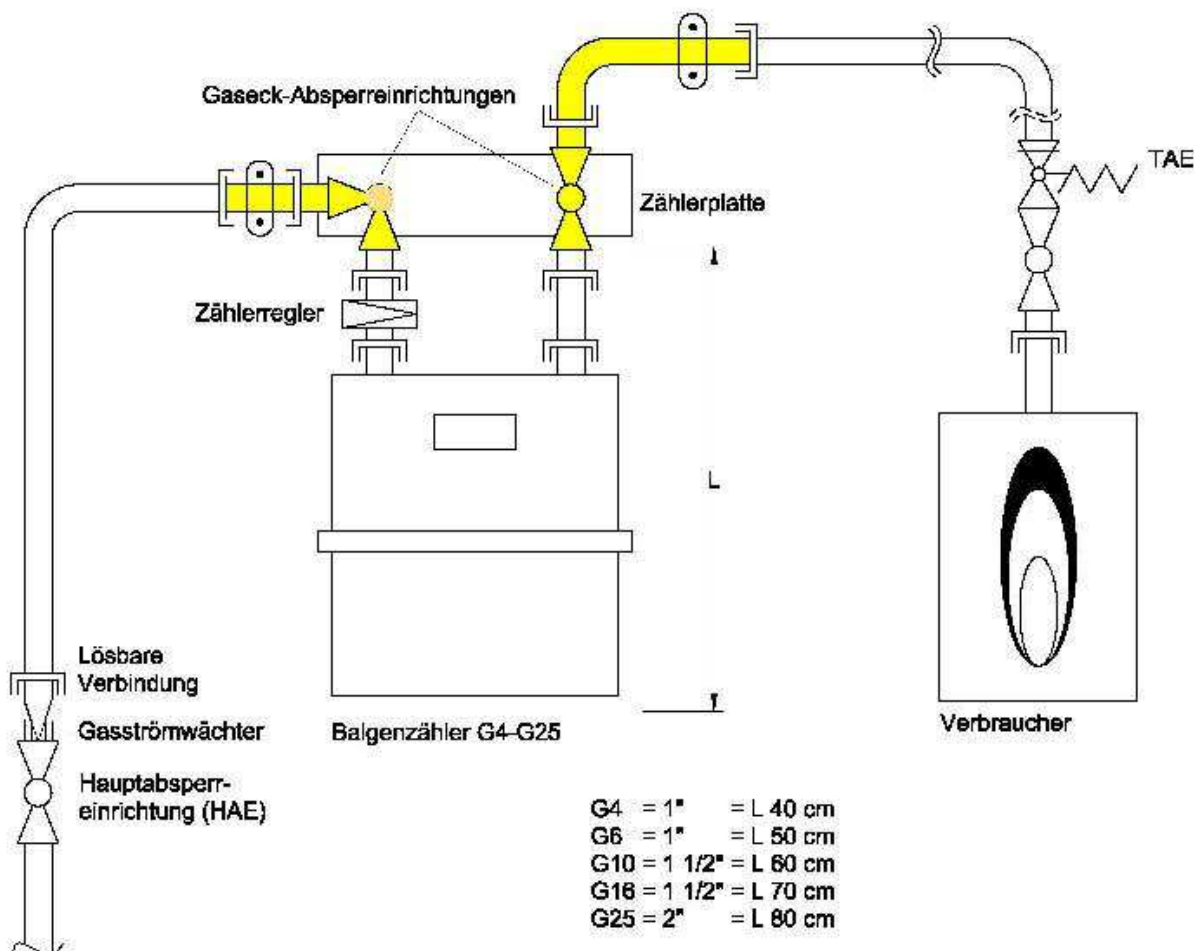 Gaseck-Absperreinrichtungen
TAE
Zählerplatte
Zählerregler
L
Lösbare
Verbindung
Gasströmwächter
Balgenzähler G4-G25
Verbraucher
Hauptabsperr-
einrichtung (HAE)
G4 = 1" = L 40 cm
G6 = 1" = L 50 cm
G10 = 1 1/2" = L 60 cm
G16 = 1 1/2" = L 70 cm
G25 = 2" = L 80 cm